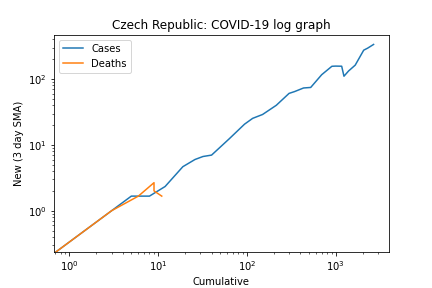 Czech Republic: COVID-19 log graph
Cases
Deaths
New (3 day SMA)
10²
10¹
10⁰
10⁰ 10¹ 10² 10³
Cumulative